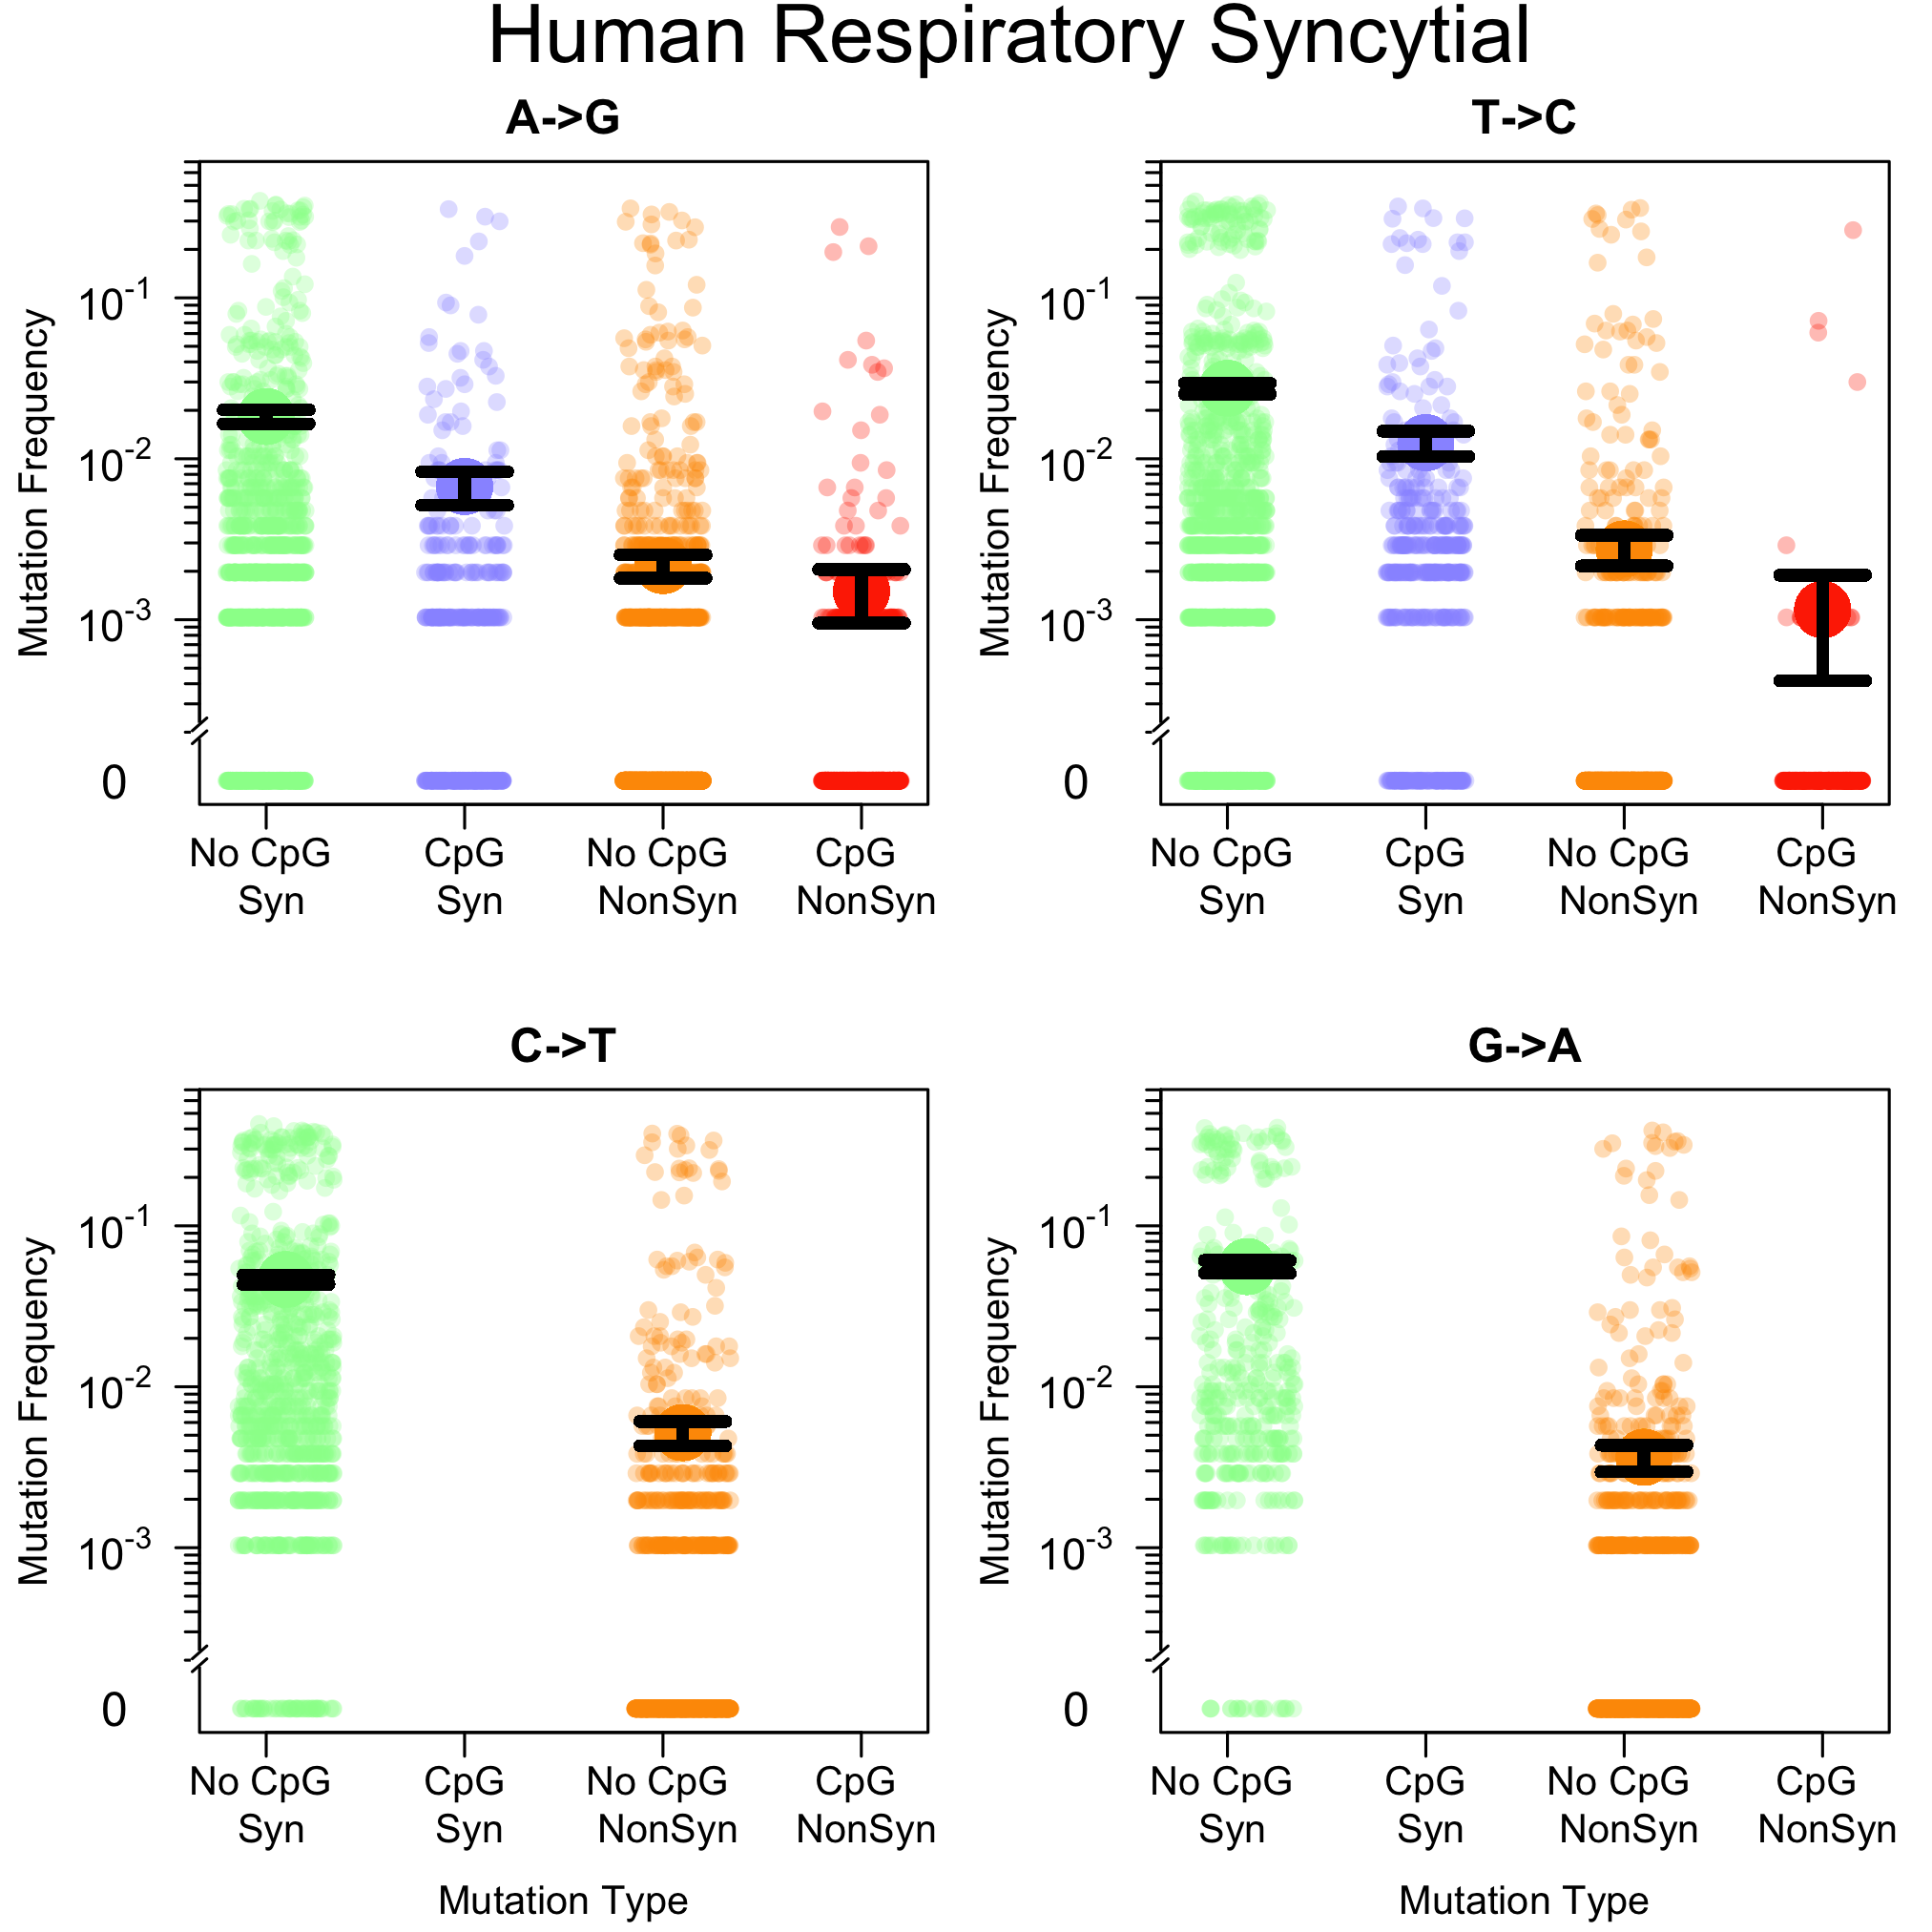 Human Respiratory Syncytial
A->G
Mutation Frequency
10-1
10-2
10-3
0
No CpG CpG No CpG CpG
Syn Syn NonSyn NonSyn
T->C
Mutation Frequency
10-1
10-2
10-3
0
No CpG CpG No CpG CpG
Syn Syn NonSyn NonSyn
C->T
Mutation Frequency
10-1
10-2
10-3
0
No CpG CpG No CpG CpG
Syn Syn NonSyn NonSyn
Mutation Type
G->A
Mutation Frequency
10-1
10-2
10-3
0
No CpG CpG No CpG CpG
Syn Syn NonSyn NonSyn
Mutation Type